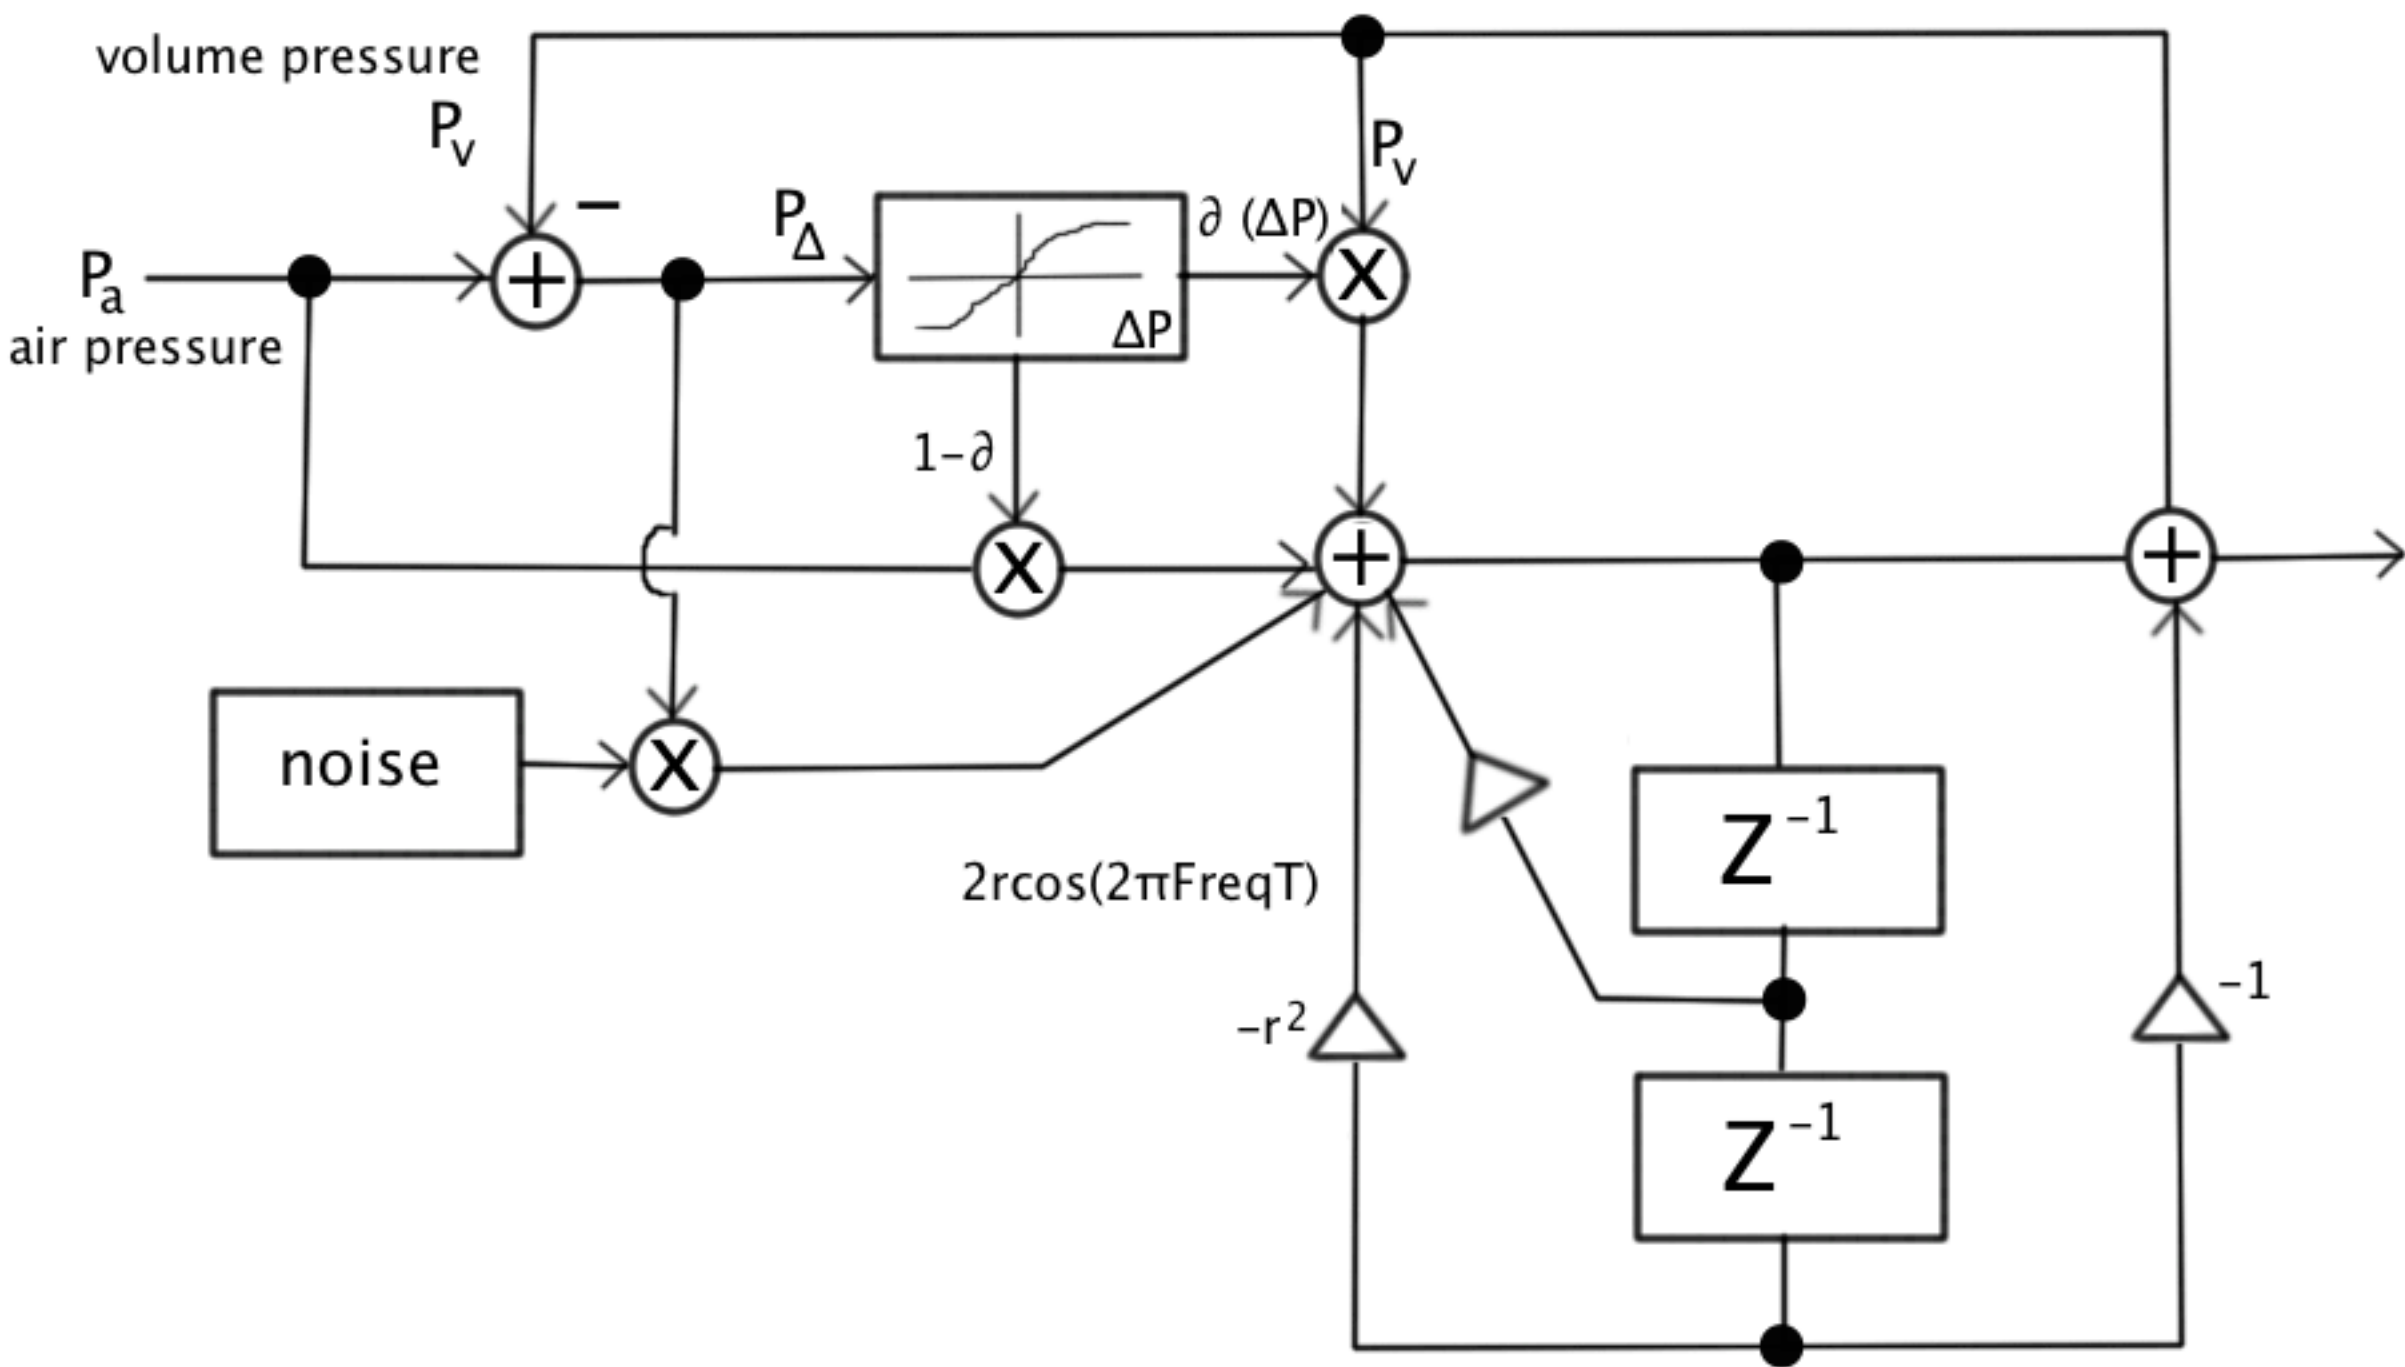 volume pressure
Pv
−
Pv
PΔ
∂ (ΔP)
Pa
+
X
ΔP
air pressure
1-∂
X
+
+
noise
X
Z⁻¹
2rcos(2πFreqT)
-r²
-1
Z⁻¹